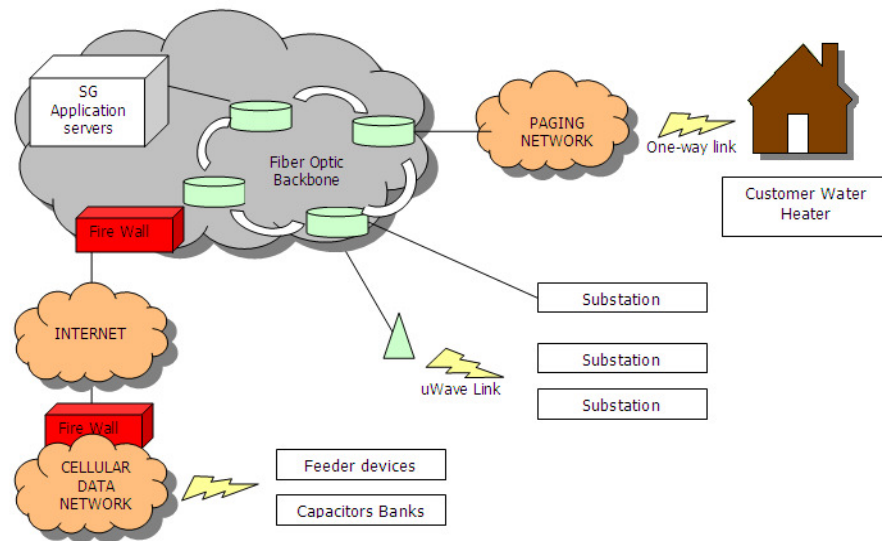 SG
Application
servers
Fiber Optic
Backbone
PAGING
NETWORK
One-way link
Customer Water
Heater
Fire Wall
INTERNET
Substation
uWave Link
Substation
Substation
Fire Wall
CELLULAR
DATA
NETWORK
Feeder devices
Capacitors Banks